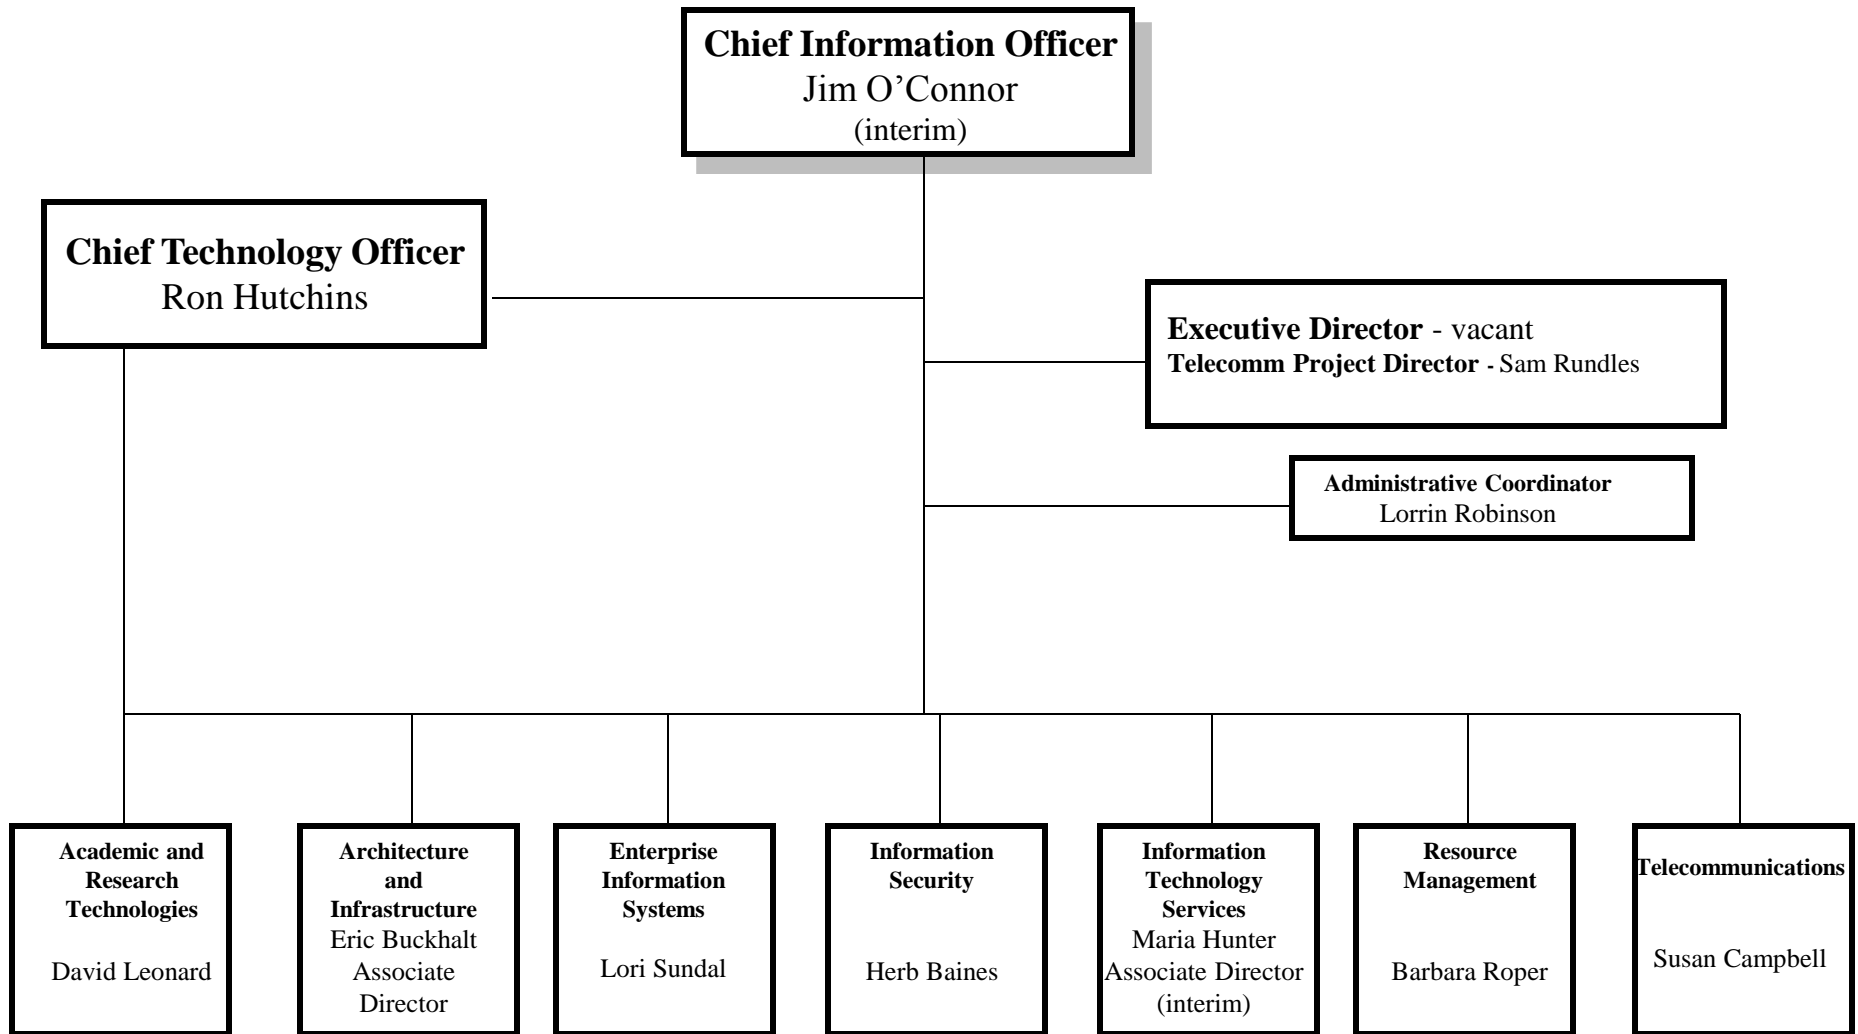 Chief Information Officer
Jim O’Connor
(interim)
Chief Technology Officer
Ron Hutchins
Executive Director - vacant
Telecomm Project Director - Sam Rundles
Administrative Coordinator
Lorrin Robinson
Academic and
Research
Technologies
David Leonard
Architecture
and
Infrastructure
Eric Buckhalt
Associate
Director
Enterprise
Information
Systems
Lori Sundal
Information
Security
Herb Baines
Information
Technology
Services
Maria Hunter
Associate Director
(interim)
Resource
Management
Barbara Roper
Telecommunications
Susan Campbell